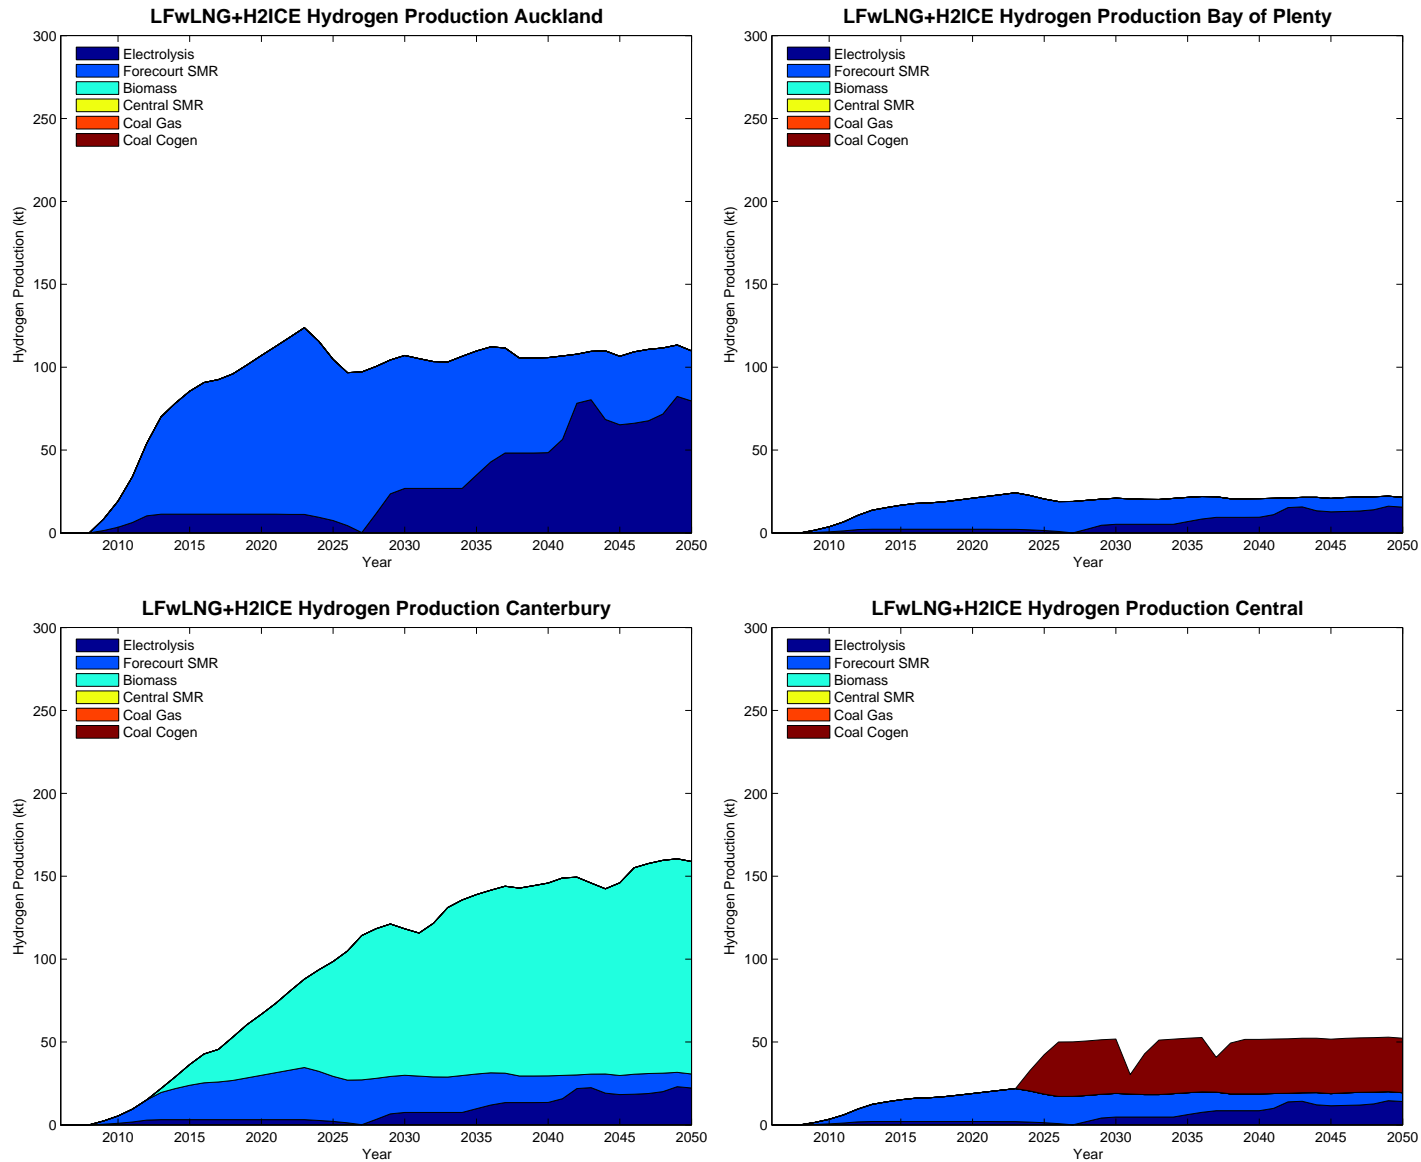 LFwLNG+H2ICE Hydrogen Production Auckland
300
250
200
150
100
50
0
Hydrogen Production (kt)
Electrolysis
Forecourt SMR
Biomass
Central SMR
Coal Gas
Coal Cogen
2010 2015 2020 2025 2030 2035 2040 2045 2050
Year
LFwLNG+H2ICE Hydrogen Production Bay of Plenty
300
250
200
150
100
50
0
Hydrogen Production (kt)
Electrolysis
Forecourt SMR
Biomass
Central SMR
Coal Gas
Coal Cogen
2010 2015 2020 2025 2030 2035 2040 2045 2050
Year
LFwLNG+H2ICE Hydrogen Production Canterbury
300
250
200
150
100
50
0
Hydrogen Production (kt)
Electrolysis
Forecourt SMR
Biomass
Central SMR
Coal Gas
Coal Cogen
2010 2015 2020 2025 2030 2035 2040 2045 2050
Year
LFwLNG+H2ICE Hydrogen Production Central
300
250
200
150
100
50
0
Hydrogen Production (kt)
Electrolysis
Forecourt SMR
Biomass
Central SMR
Coal Gas
Coal Cogen
2010 2015 2020 2025 2030 2035 2040 2045 2050
Year